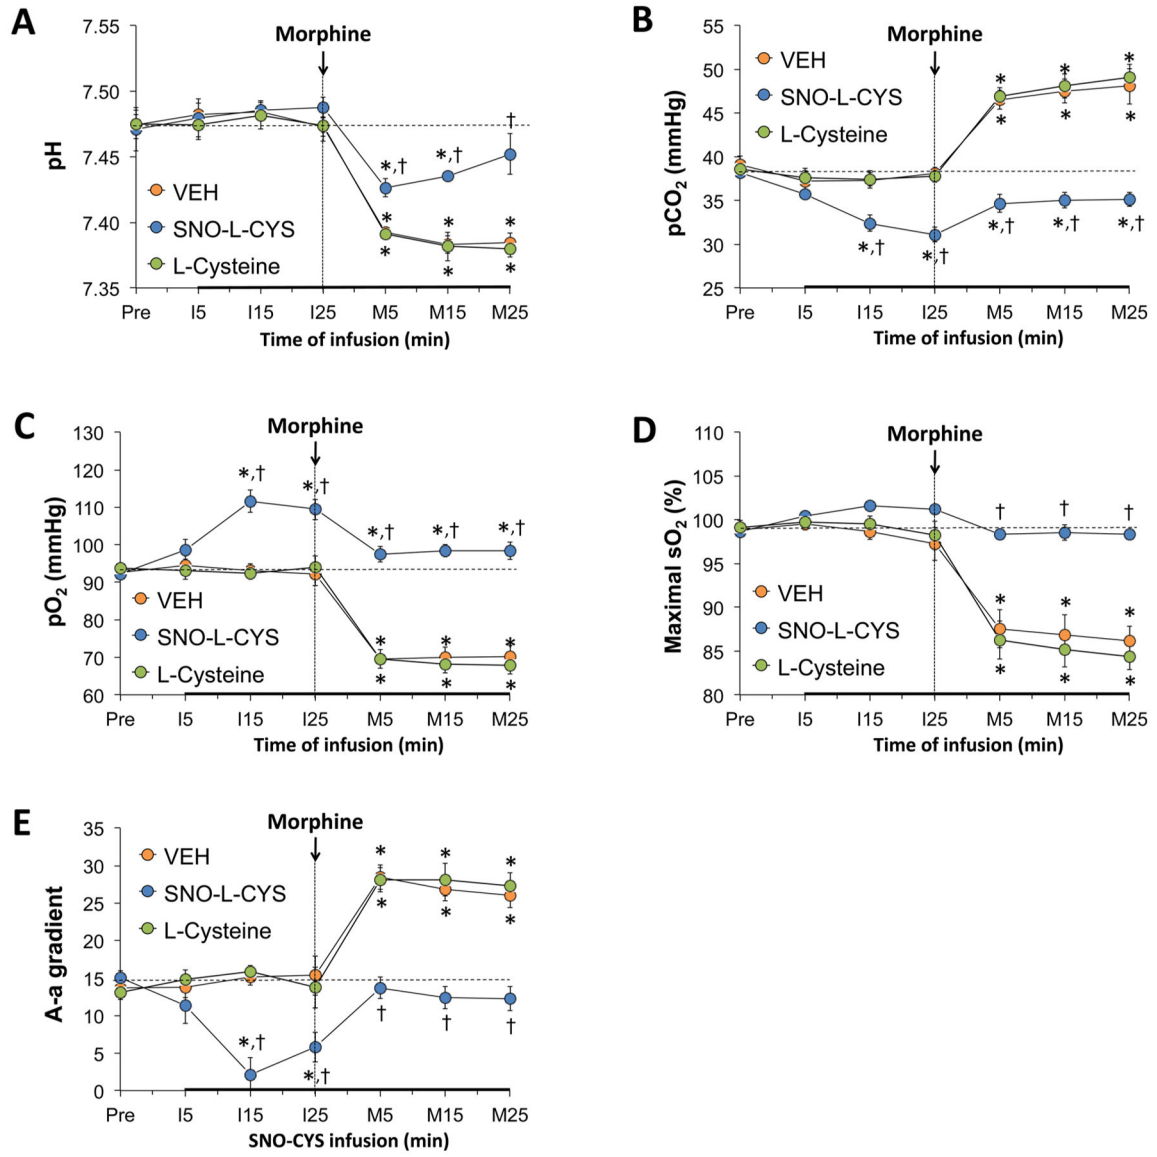 A
Morphine
7.55
7.50
7.45
7.40
7.35
pH
* , †
* , †
†
*
*
*
*
*
*
VEH
SNO-L-CYS
L-Cysteine
Pre I5 I15 I25 M5 M15 M25
Time of infusion (min)
B
Morphine
55
50
45
40
35
30
25
pCO2 (mmHg)
VEH
SNO-L-CYS
L-Cysteine
*
*
*
*
*
*
*,†
*,†
*,†
*,†
*,†
Pre I5 I15 I25 M5 M15 M25
Time of infusion (min)
C
Morphine
130
120
110
100
90
80
70
60
pO2 (mmHg)
*,†
*,†
*,†
*,†
*,†
VEH
SNO-L-CYS
L-Cysteine
*
*
*
*
*
*
Pre I5 I15 I25 M5 M15 M25
Time of infusion (min)
D
Morphine
110
105
100
95
90
85
80
Maximal sO2 (%)
†
†
†
VEH
SNO-L-CYS
L-Cysteine
*
*
*
*
*
*
Pre I5 I15 I25 M5 M15 M25
Time of infusion (min)
E
Morphine
35
30
25
20
15
10
5
0
A-a gradient
VEH
SNO-L-CYS
L-Cysteine
*
*
*
*
*
*
*,†
*,†
†
†
†
Pre I5 I15 I25 M5 M15 M25
SNO-CYS infusion (min)